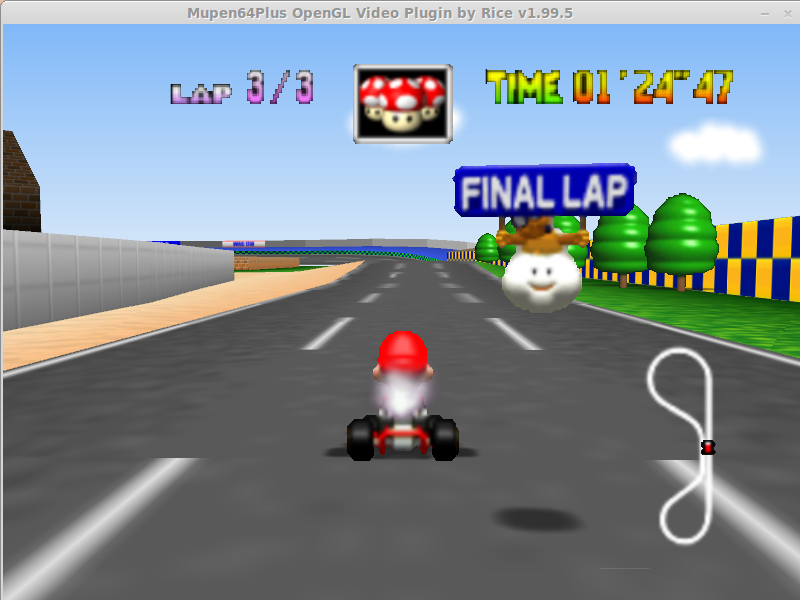 Mupen64Plus OpenGL Video Plugin by Rice v1.99.5
LAP 3/3
TIME 01'24"47
FINAL LAP